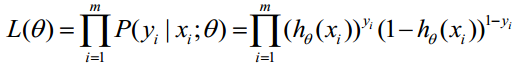 L(θ) = ∏_{i=1}^{m} P(y_i | x_i; θ) = ∏_{i=1}^{m} (h_θ(x_i))^{y_i} (1 − h_θ(x_i))^{1−y_i}